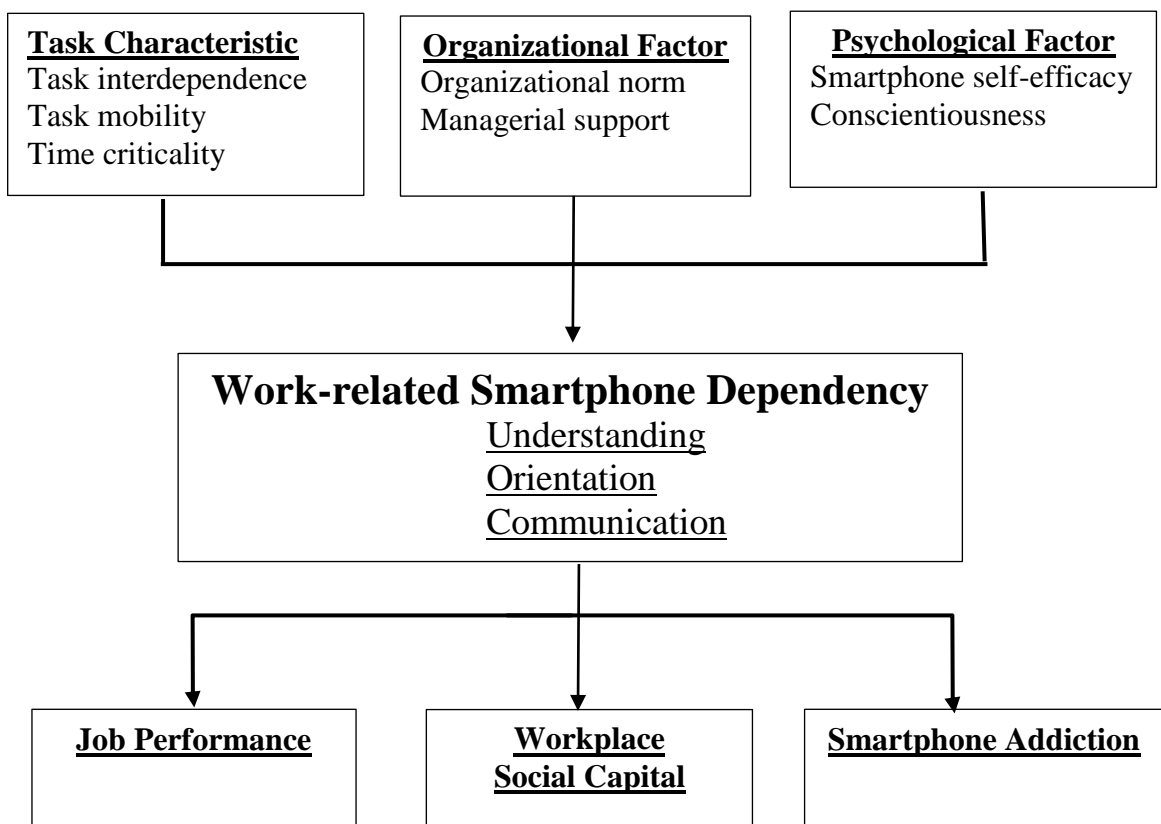 Task Characteristic
Task interdependence
Task mobility
Time criticality
Organizational Factor
Organizational norm
Managerial support
Psychological Factor
Smartphone self-efficacy
Conscientiousness
Work-related Smartphone Dependency
Understanding
Orientation
Communication
Job Performance
Workplace
Social Capital
Smartphone Addiction